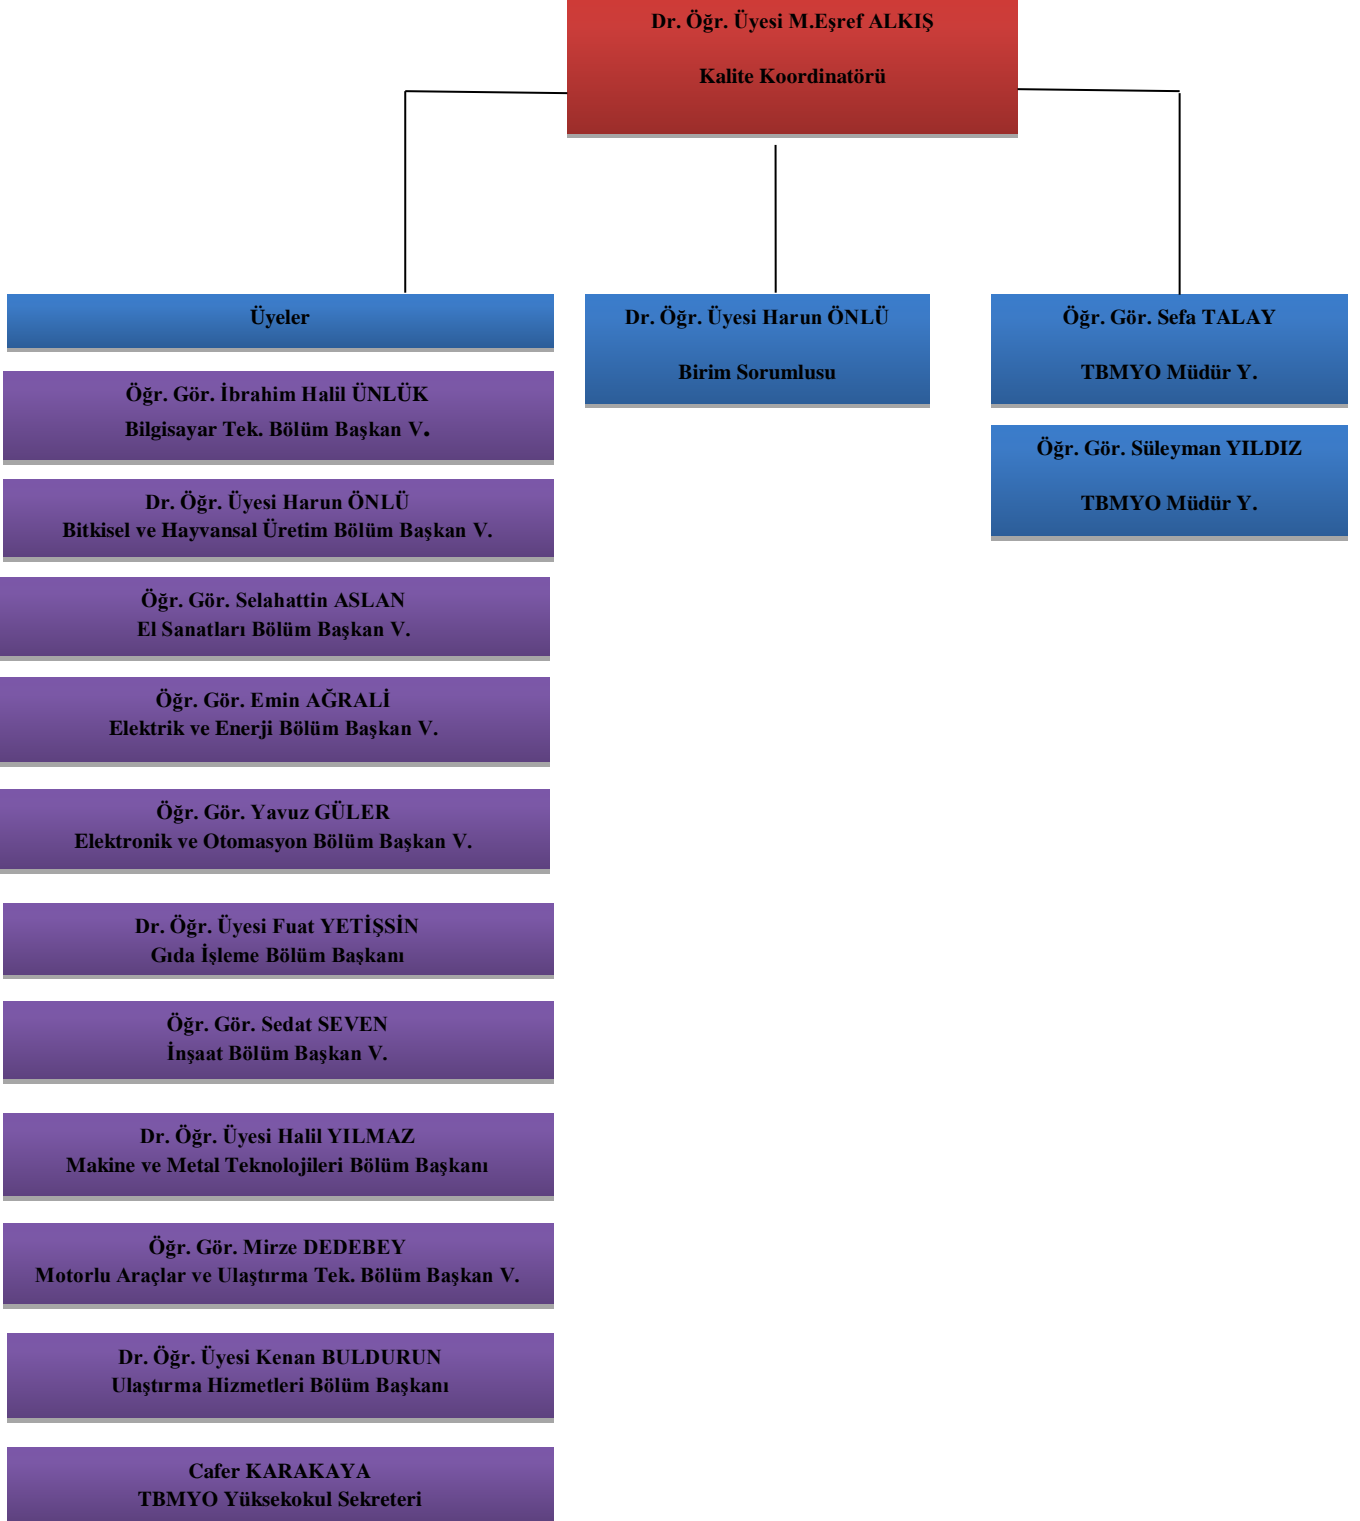 Dr. Öğr. Üyesi M.Eşref ALKIŞ
Kalite Koordinatörü
Üyeler
Öğr. Gör. İbrahim Halil ÜNLÜK
Bilgisayar Tek. Bölüm Başkan V.
Dr. Öğr. Üyesi Harun ÖNLÜ
Bitkisel ve Hayvansal Üretim Bölüm Başkan V.
Öğr. Gör. Selahattin ASLAN
El Sanatları Bölüm Başkan V.
Öğr. Gör. Emin AĞRALİ
Elektrik ve Enerji Bölüm Başkan V.
Öğr. Gör. Yavuz GÜLER
Elektronik ve Otomasyon Bölüm Başkan V.
Dr. Öğr. Üyesi Fuat YETİŞSİN
Gıda İşleme Bölüm Başkanı
Öğr. Gör. Sedat SEVEN
İnşaat Bölüm Başkan V.
Dr. Öğr. Üyesi Halil YILMAZ
Makine ve Metal Teknolojileri Bölüm Başkanı
Öğr. Gör. Mirze DEDEBEY
Motorlu Araçlar ve Ulaştırma Tek. Bölüm Başkan V.
Dr. Öğr. Üyesi Kenan BULDURUN
Ulaştırma Hizmetleri Bölüm Başkanı
Cafer KARAKAYA
TBMYO Yüksekokul Sekreteri
Dr. Öğr. Üyesi Harun ÖNLÜ
Birim Sorumlusu
Öğr. Gör. Sefa TALAY
TBMYO Müdür Y.
Öğr. Gör. Süleyman YILDIZ
TBMYO Müdür Y.